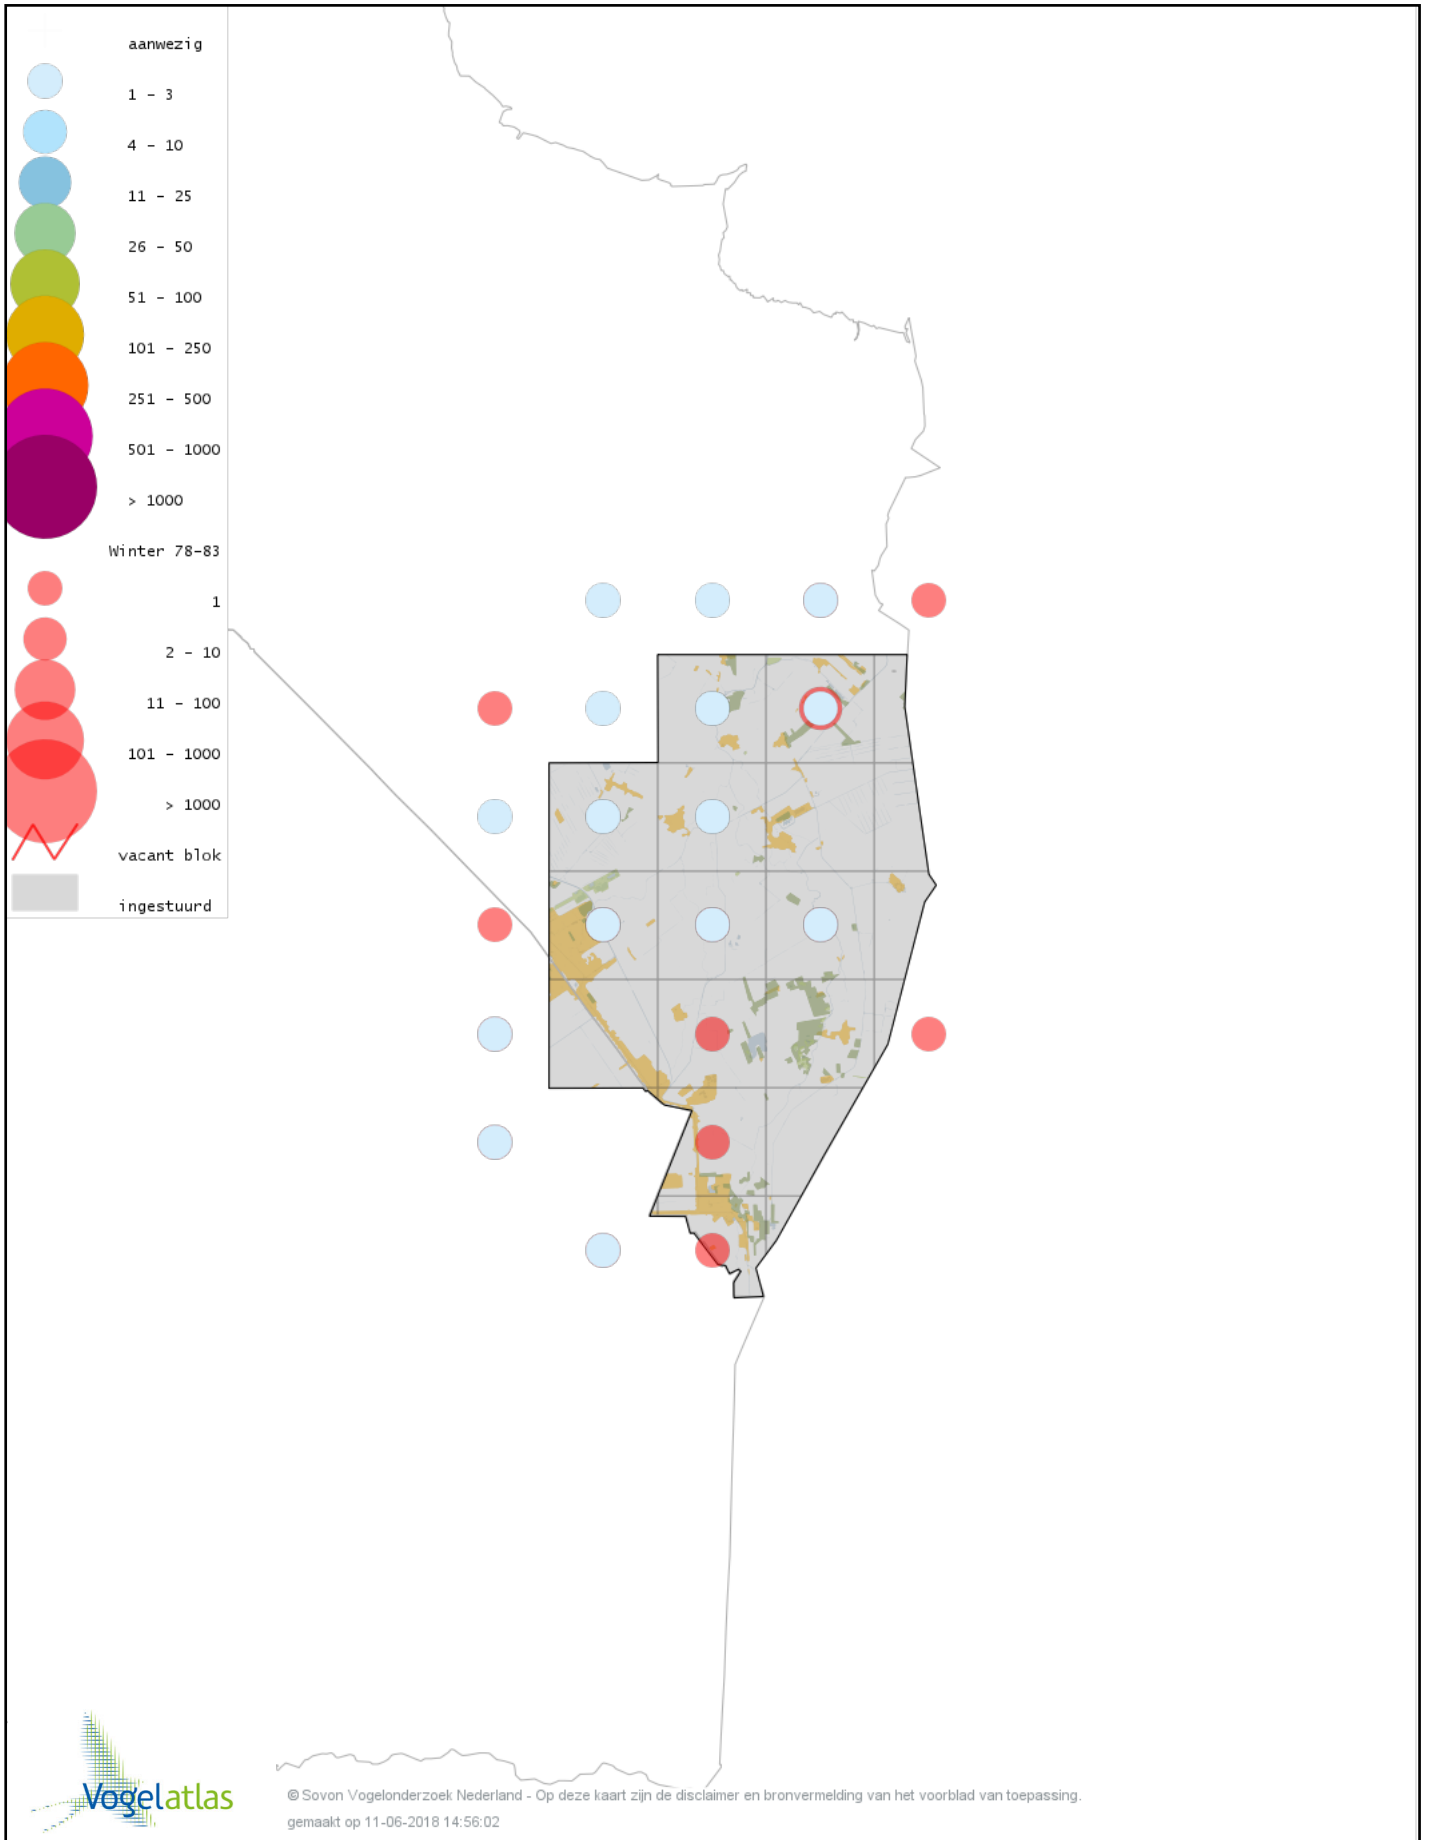 aanwezig
1 - 3
4 - 10
11 - 25
26 - 50
51 - 100
101 - 250
251 - 500
501 - 1000
> 1000
Winter 78-83
1
2 - 10
11 - 100
101 - 1000
> 1000
vacant blok
ingestuurd
Vogelatlas
© Sovon Vogelonderzoek Nederland - Op deze kaart zijn de disclaimer en bronvermelding van het voorblad van toepassing.
gemaakt op 11-06-2018 14:56:02